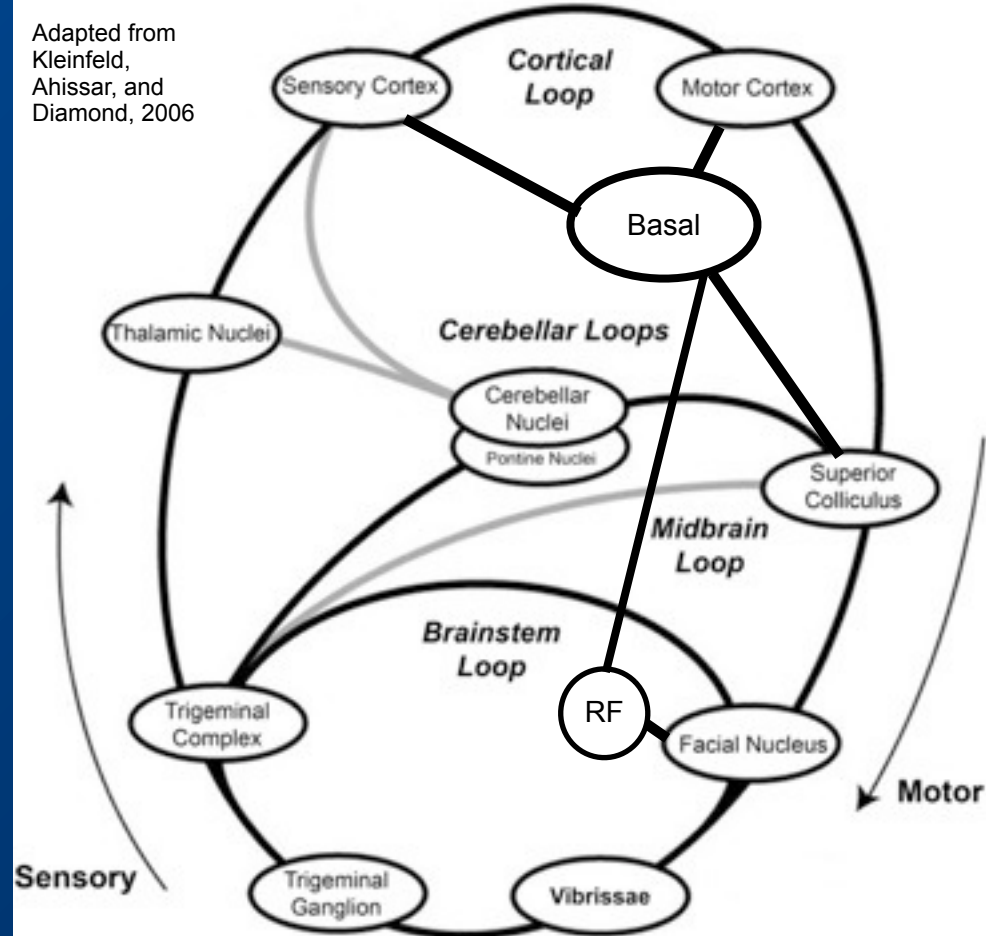 Adapted from
Kleinfeld,
Ahissar, and
Diamond, 2006
Cortical
Loop
Sensory Cortex
Motor Cortex
Basal
Thalamic Nuclei
Cerebellar Loops
Cerebellar
Nuclei
Pontine Nuclei
Superior
Colliculus
Midbrain
Loop
Brainstem
Loop
Trigeminal
Complex
RF
Facial Nucleus
Motor
Sensory
Trigeminal
Ganglion
Vibrissae